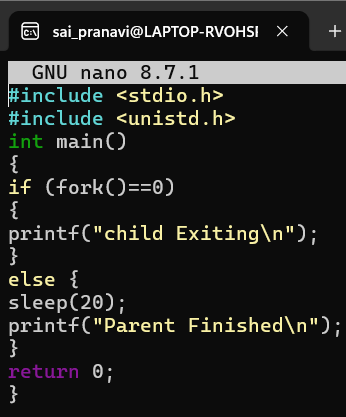 sai_pranavi@LAPTOP-RVOHSI
GNU nano 8.7.1
#include <stdio.h>
#include <unistd.h>
int main()
{
if (fork()==0)
{
printf("child Exiting\n");
}
else {
sleep(20);
printf("Parent Finished\n");
}
return 0;
}